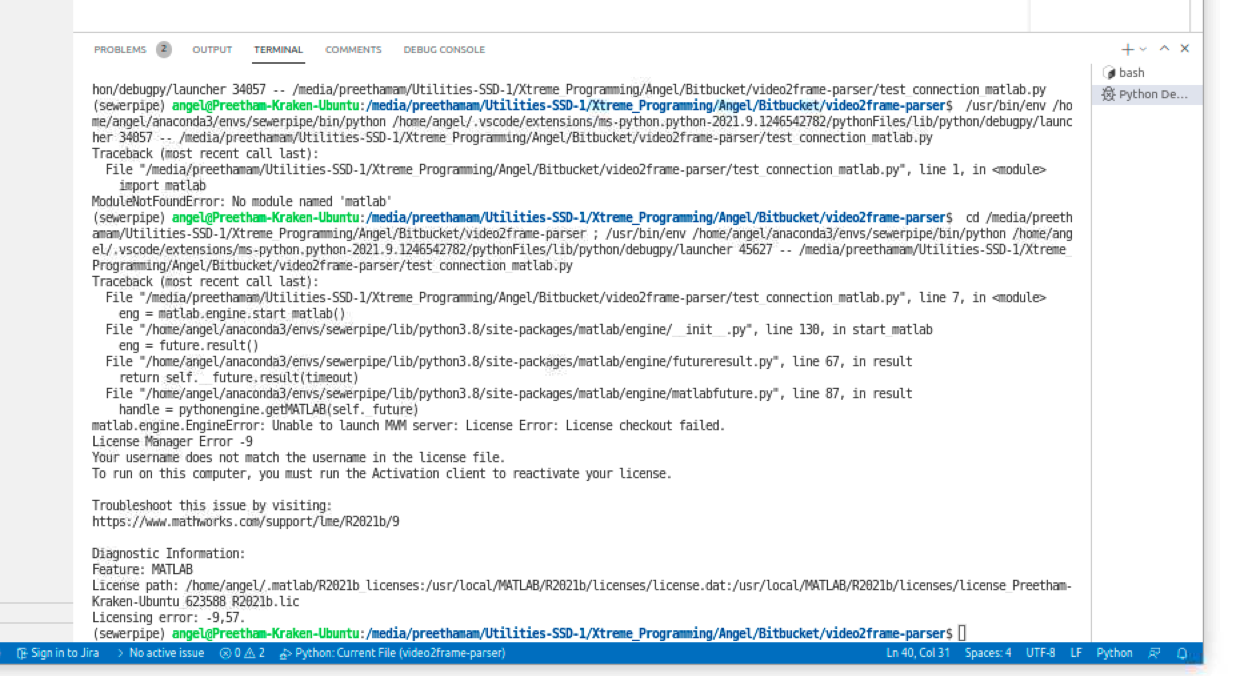 PROBLEMS 2 OUTPUT TERMINAL COMMENTS DEBUG CONSOLE
bash
Python De...
hon/debugpy/launcher 34057 -- /media/preethamam/Utilities-SSD-1/Xtreme_Programming/Angel/Bitbucket/video2frame-parser/test_connection_matlab.py
(sewerpipe) angel@Preetham-Kraken-Ubuntu:/media/preethamam/Utilities-SSD-1/Xtreme_Programming/Angel/Bitbucket/video2frame-parser$ /usr/bin/env /ho
me/angel/anaconda3/envs/sewerpipe/bin/python /home/angel/.vscode/extensions/ms-python.python-2021.9.1246542782/pythonFiles/lib/python/debugpy/launc
her 34057 -- /media/preethamam/Utilities-SSD-1/Xtreme_Programming/Angel/Bitbucket/video2frame-parser/test_connection_matlab.py
Traceback (most recent call last):
File "/media/preethamam/Utilities-SSD-1/Xtreme_Programming/Angel/Bitbucket/video2frame-parser/test_connection_matlab.py", line 1, in <module>
import matlab
ModuleNotFoundError: No module named 'matlab'
(sewerpipe) angel@Preetham-Kraken-Ubuntu:/media/preethamam/Utilities-SSD-1/Xtreme_Programming/Angel/Bitbucket/video2frame-parser$ cd /media/preeth
amam/Utilities-SSD-1/Xtreme_Programming/Angel/Bitbucket/video2frame-parser ; /usr/bin/env /home/angel/anaconda3/envs/sewerpipe/bin/python /home/ang
el/.vscode/extensions/ms-python.python-2021.9.1246542782/pythonFiles/lib/python/debugpy/launcher 45627 -- /media/preethamam/Utilities-SSD-1/Xtreme_
Programming/Angel/Bitbucket/video2frame-parser/test_connection_matlab.py
Traceback (most recent call last):
File "/media/preethamam/Utilities-SSD-1/Xtreme_Programming/Angel/Bitbucket/video2frame-parser/test_connection_matlab.py", line 7, in <module>
eng = matlab.engine.start_matlab()
File "/home/angel/anaconda3/envs/sewerpipe/lib/python3.8/site-packages/matlab/engine/__init__.py", line 130, in start_matlab
eng = future.result()
File "/home/angel/anaconda3/envs/sewerpipe/lib/python3.8/site-packages/matlab/engine/futureresult.py", line 67, in result
return self.__future.result(timeout)
File "/home/angel/anaconda3/envs/sewerpipe/lib/python3.8/site-packages/matlab/engine/matlabfuture.py", line 87, in result
handle = pythonengine.getMATLAB(self._future)
matlab.engine.EngineError: Unable to launch MVM server: License Error: License checkout failed.
License Manager Error -9
Your username does not match the username in the license file.
To run on this computer, you must run the Activation client to reactivate your license.
Troubleshoot this issue by visiting:
https://www.mathworks.com/support/lme/R2021b/9
Diagnostic Information:
Feature: MATLAB
License path: /home/angel/.matlab/R2021b_licenses:/usr/local/MATLAB/R2021b/licenses/license.dat:/usr/local/MATLAB/R2021b/licenses/license_Preetham-
Kraken-Ubuntu_623588_R2021b.lic
Licensing error: -9,57.
(sewerpipe) angel@Preetham-Kraken-Ubuntu:/media/preethamam/Utilities-SSD-1/Xtreme_Programming/Angel/Bitbucket/video2frame-parser$
Sign in to Jira No active issue 0 2 Python: Current File (video2frame-parser) Ln 40, Col 31 Spaces: 4 UTF-8 LF Python